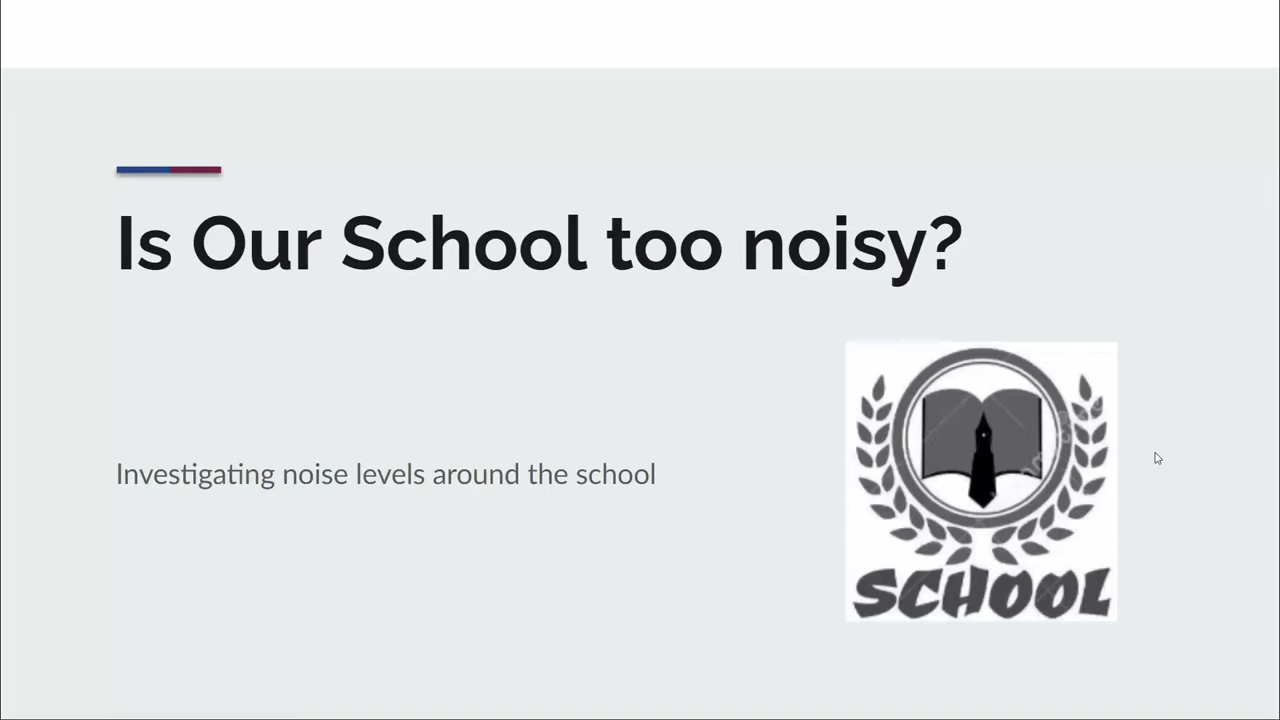 Is Our School too noisy?
Investigating noise levels around the school
SCHOOL